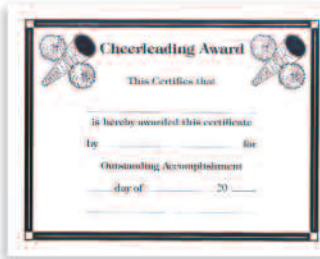 Cheerleading Award
This Certifies that
is hereby awarded this certificate
by for
Outstanding Accomplishment
day of 20